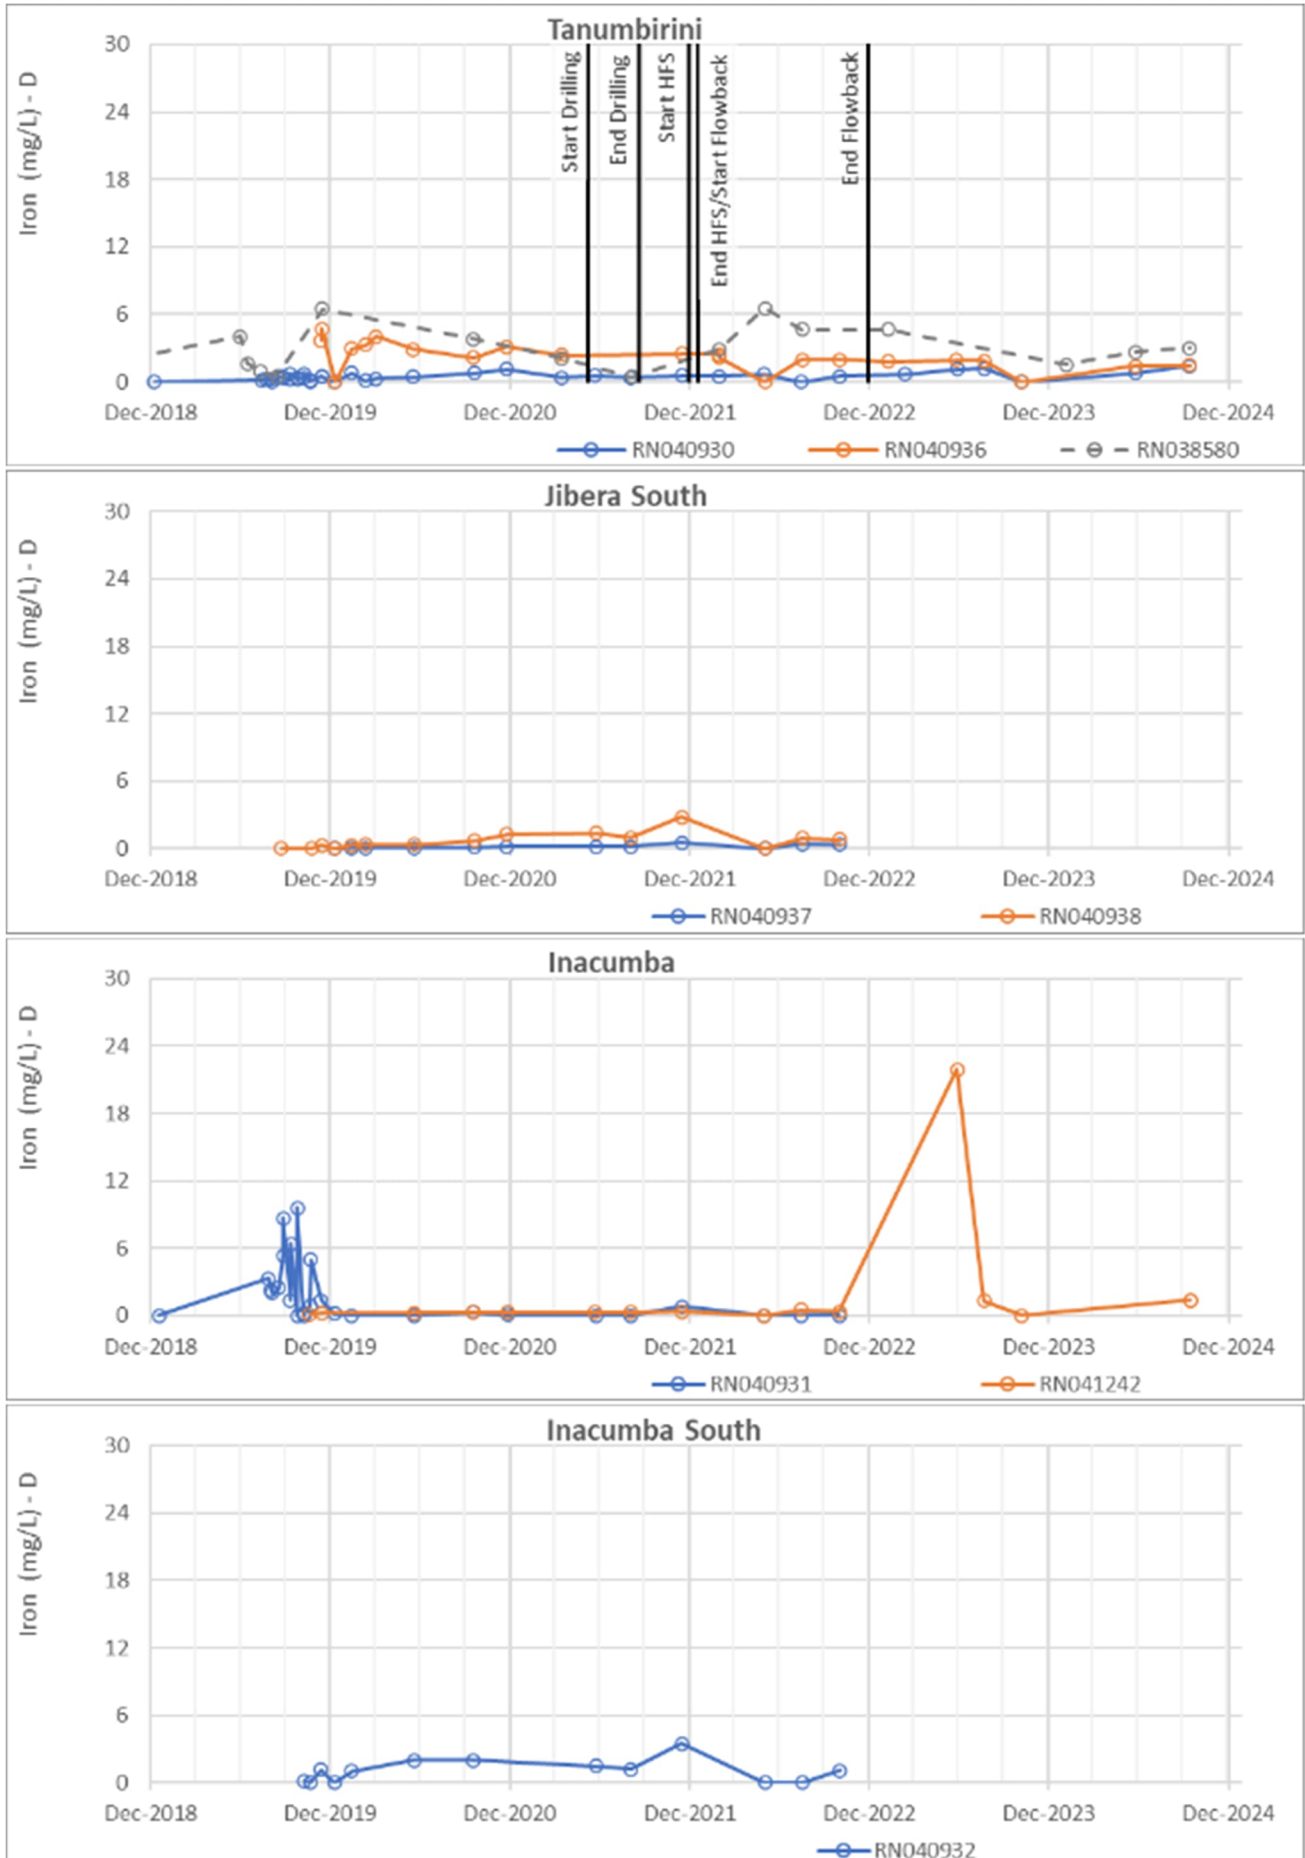 Tanumbirini
Iron (mg/L) - D
30
24
18
12
6
0
Start Drilling
End Drilling
Start HFS
End HFS/Start Flowback
End Flowback
Dec-2018 Dec-2019 Dec-2020 Dec-2021 Dec-2022 Dec-2023 Dec-2024
RN040930 RN040936 RN038580
Jibera South
Iron (mg/L) - D
30
24
18
12
6
0
Dec-2018 Dec-2019 Dec-2020 Dec-2021 Dec-2022 Dec-2023 Dec-2024
RN040937 RN040938
Inacumba
Iron (mg/L) - D
30
24
18
12
6
0
Dec-2018 Dec-2019 Dec-2020 Dec-2021 Dec-2022 Dec-2023 Dec-2024
RN040931 RN041242
Inacumba South
Iron (mg/L) - D
30
24
18
12
6
0
Dec-2018 Dec-2019 Dec-2020 Dec-2021 Dec-2022 Dec-2023 Dec-2024
RN040932